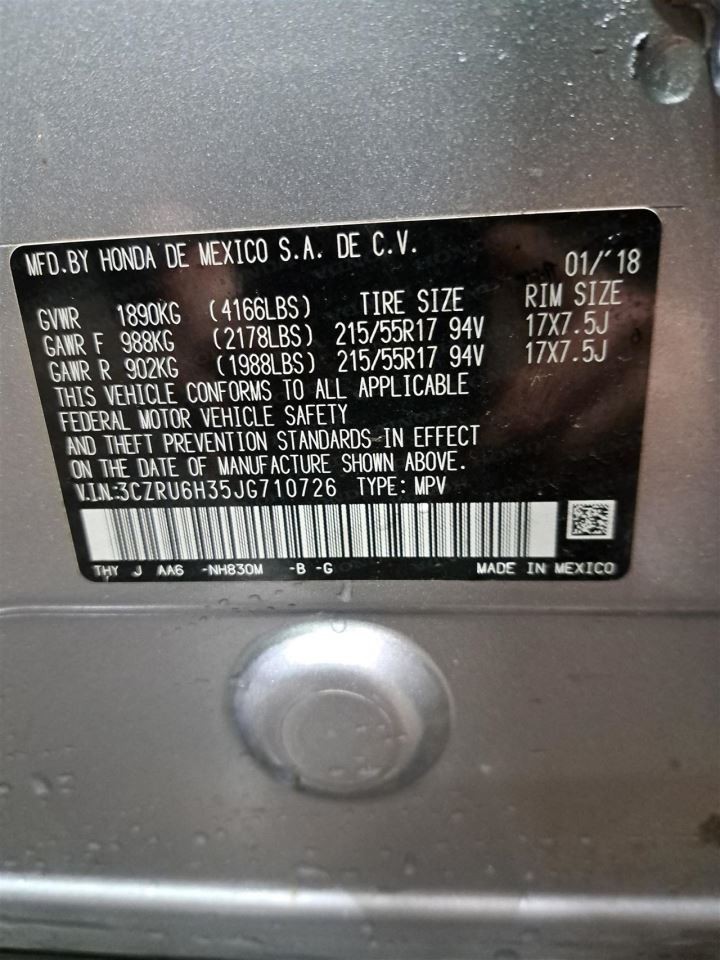 MFD.BY HONDA DE MEXICO S.A. DE C.V. 01/'18
GVWR 1890KG (4166LBS) TIRE SIZE RIM SIZE
GAWR F 988KG (2178LBS) 215/55R17 94V 17X7.5J
GAWR R 902KG (1988LBS) 215/55R17 94V 17X7.5J
THIS VEHICLE CONFORMS TO ALL APPLICABLE
FEDERAL MOTOR VEHICLE SAFETY
AND THEFT PREVENTION STANDARDS IN EFFECT
ON THE DATE OF MANUFACTURE SHOWN ABOVE.
V.I.N.:3CZRU6H35JG710726 TYPE: MPV
THY J AA6 -NH830M -B -G MADE IN MEXICO